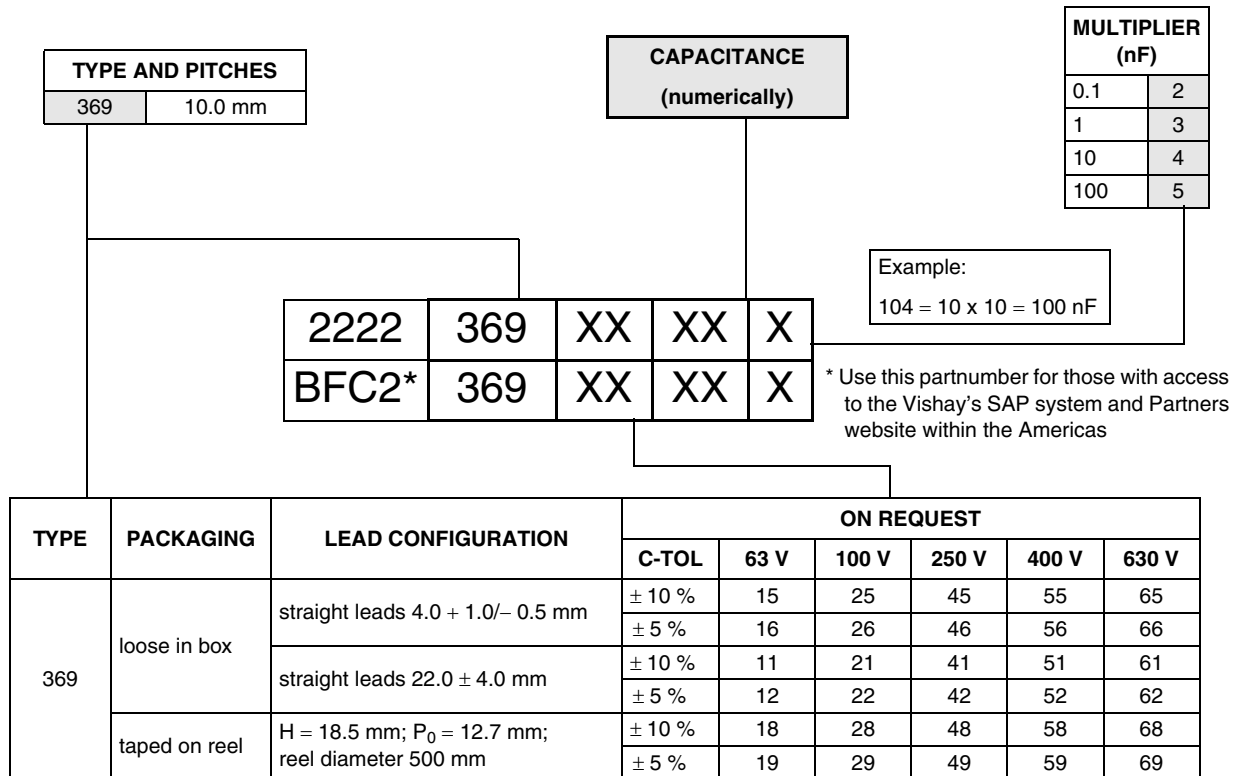 TYPE AND PITCHES
369 10.0 mm
CAPACITANCE
(numerically)
MULTIPLIER
(nF)
0.1 2
1 3
10 4
100 5
Example:
104 = 10 x 10 = 100 nF
2222 369 XX XX X
BFC2* 369 XX XX X
* Use this partnumber for those with access
to the Vishay's SAP system and Partners
website within the Americas
TYPE PACKAGING LEAD CONFIGURATION ON REQUEST
C-TOL 63 V 100 V 250 V 400 V 630 V
369 loose in box straight leads 4.0 + 1.0/− 0.5 mm ± 10 % 15 25 45 55 65
± 5 % 16 26 46 56 66
straight leads 22.0 ± 4.0 mm ± 10 % 11 21 41 51 61
± 5 % 12 22 42 52 62
taped on reel H = 18.5 mm; P0 = 12.7 mm; ± 10 % 18 28 48 58 68
reel diameter 500 mm ± 5 % 19 29 49 59 69